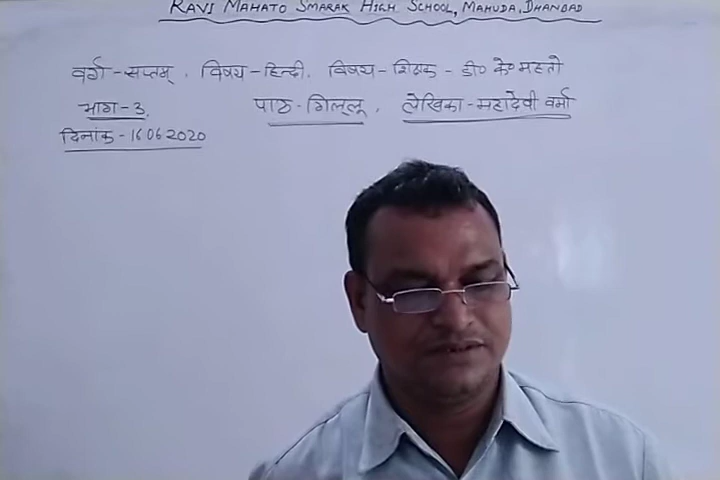 RAVI MAHATO SMARAK HIGH SCHOOL, MAHUDA, DHANBAD
वर्ग - सप्तम् , विषय - हिन्दी, विषय - शिक्षक - डी० के० महतो
भाग - 3, पाठ - गिल्लू , लेखिका - महादेवी वर्मा
दिनांक - 16 06 2020